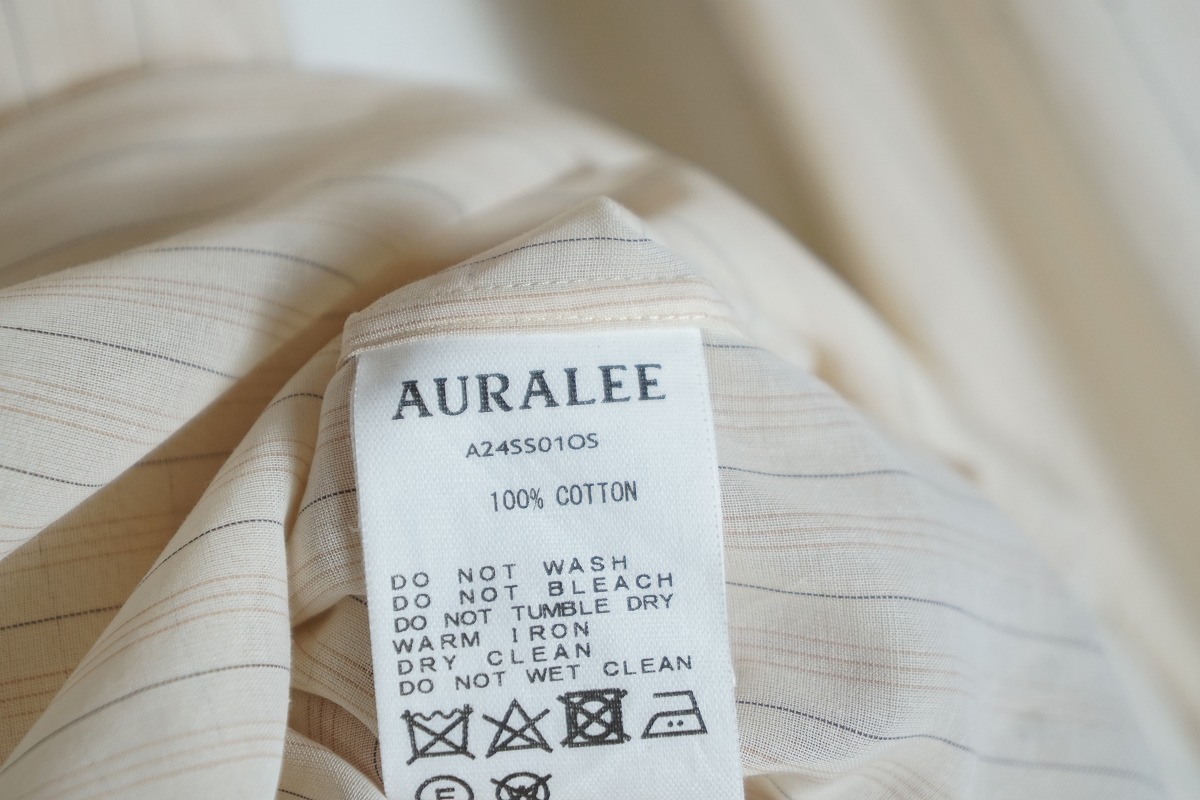 AURALEE
A24SS01OS
100% COTTON
DO NOT WASH
DO NOT BLEACH
DO NOT TUMBLE DRY
WARM IRON
DRY CLEAN
DO NOT WET CLEAN